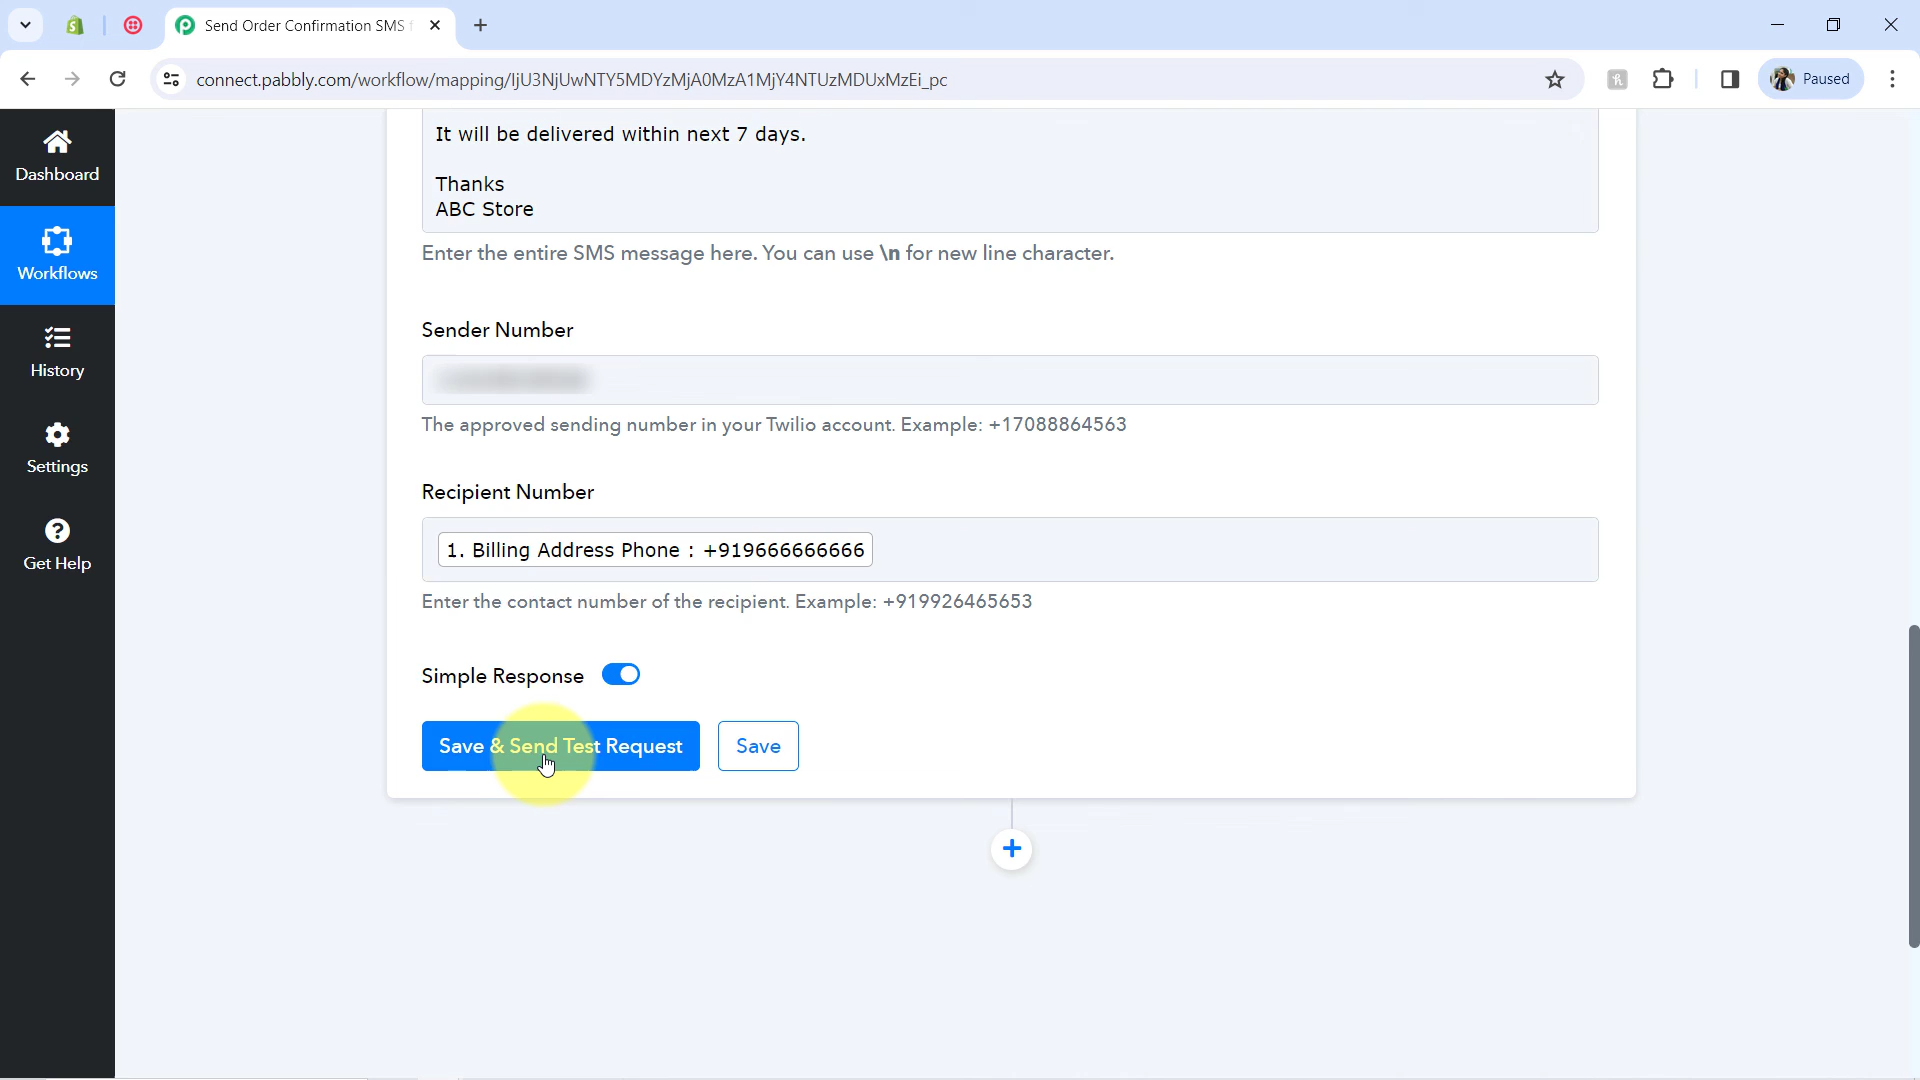 Send Order Confirmation SMS
connect.pabbly.com/workflow/mapping/IjU3NjUwNTY5MDYzMjA0MzA1MjY4NTUzMDUxMzEi_pc
Paused
Dashboard
Workflows
History
Settings
Get Help
It will be delivered within next 7 days.
Thanks
ABC Store
Enter the entire SMS message here. You can use \n for new line character.
Sender Number
The approved sending number in your Twilio account. Example: +17088864563
Recipient Number
1. Billing Address Phone : +919666666666
Enter the contact number of the recipient. Example: +919926465653
Simple Response
Save & Send Test Request
Save